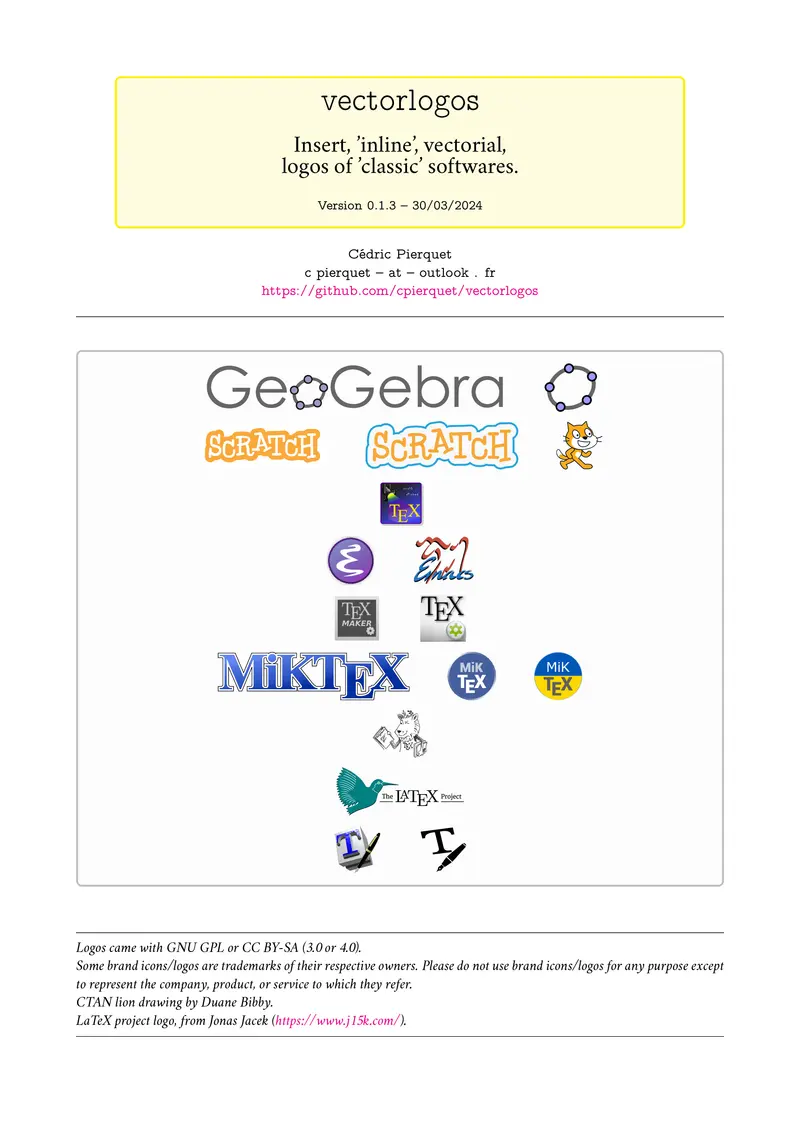 vectorlogos
Insert, ’inline’, vectorial,
logos of ’classic’ softwares.
Version 0.1.3 – 30/03/2024
Cédric Pierquet
c pierquet – at – outlook . fr
https://github.com/cpierquet/vectorlogos
GeoGebra
SCRATCH SCRATCH
TEX
Emacs
TEX MAKER TEX
MiKTEX MiK TEX MiK TEX
The LATEX Project
T T
Logos came with GNU GPL or CC BY-SA (3.0 or 4.0).
Some brand icons/logos are trademarks of their respective owners. Please do not use brand icons/logos for any purpose except
to represent the company, product, or service to which they refer.
CTAN lion drawing by Duane Bibby.
LaTeX project logo, from Jonas Jacek (https://www.j15k.com/).